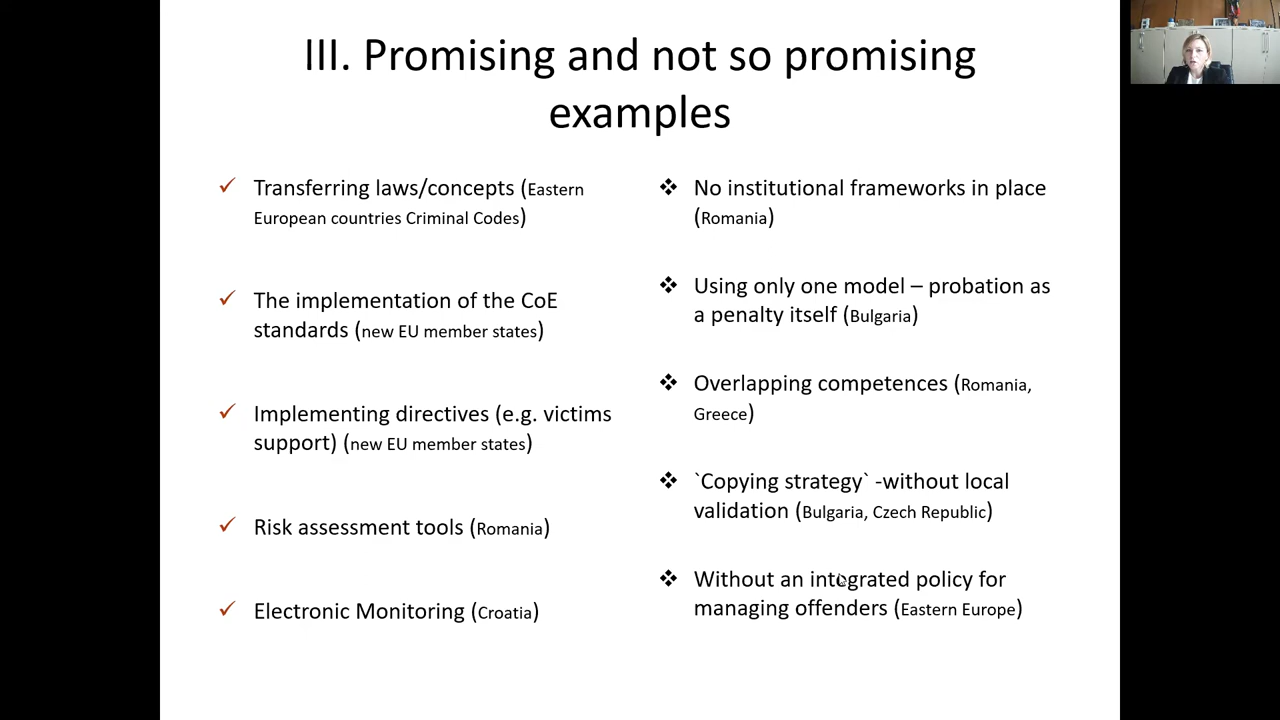 III. Promising and not so promising
examples
Transferring laws/concepts (Eastern
European countries Criminal Codes)
The implementation of the CoE
standards (new EU member states)
Implementing directives (e.g. victims
support) (new EU member states)
Risk assessment tools (Romania)
Electronic Monitoring (Croatia)
No institutional frameworks in place
(Romania)
Using only one model – probation as
a penalty itself (Bulgaria)
Overlapping competences (Romania,
Greece)
`Copying strategy` -without local
validation (Bulgaria, Czech Republic)
Without an integrated policy for
managing offenders (Eastern Europe)